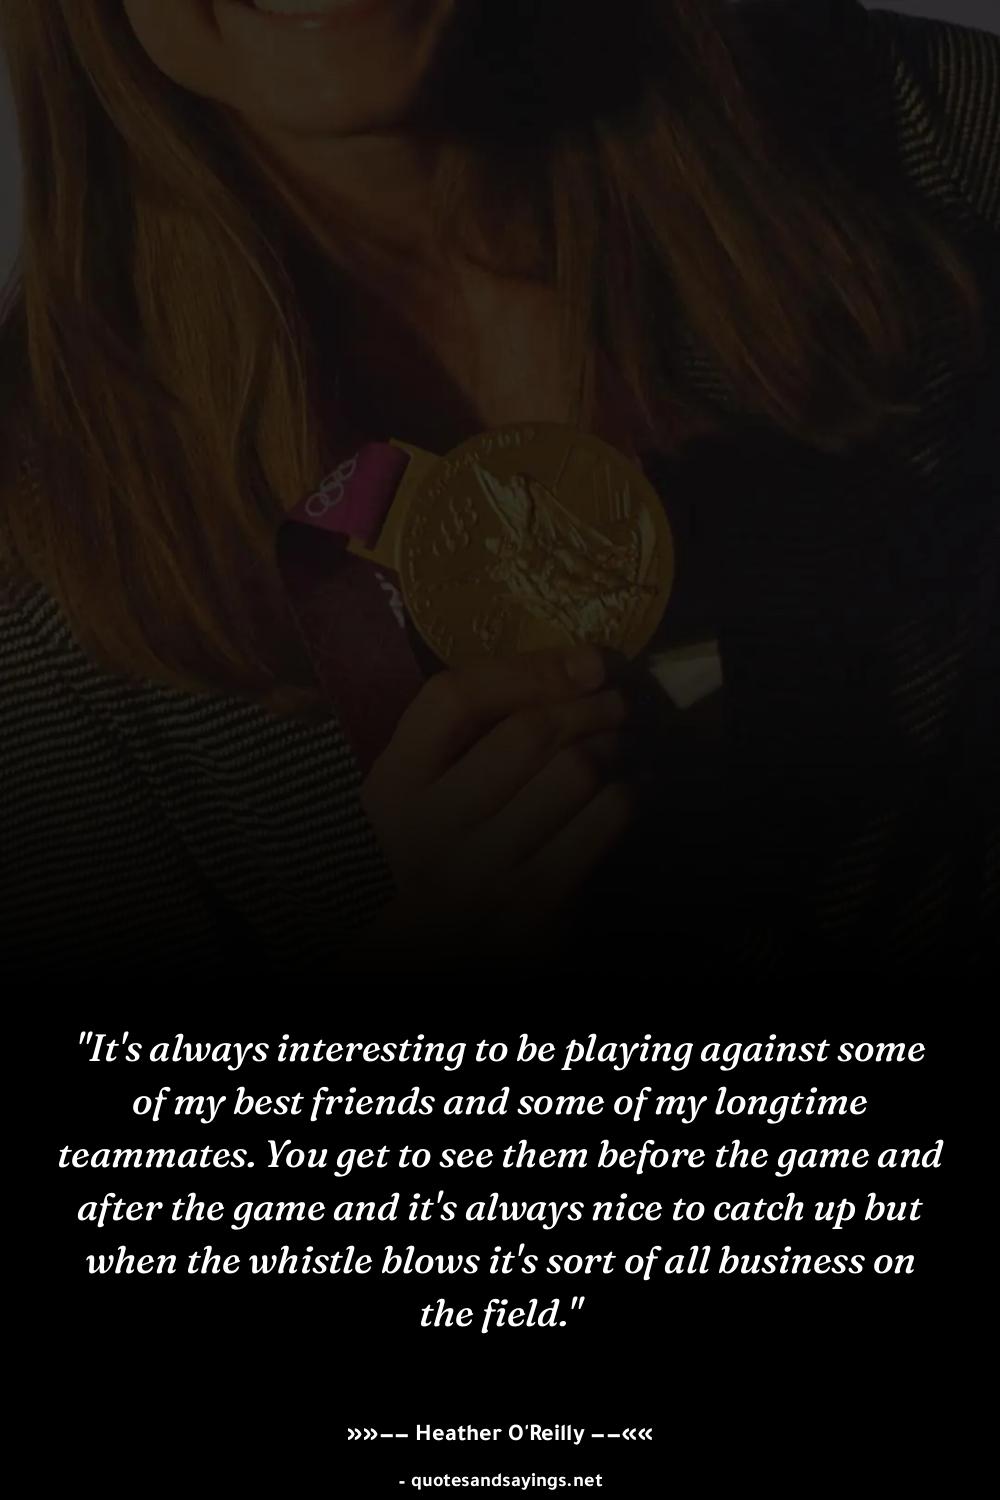 "It's always interesting to be playing against some
of my best friends and some of my longtime
teammates. You get to see them before the game and
after the game and it's always nice to catch up but
when the whistle blows it's sort of all business on
the field."
»»−− Heather O'Reilly −−««
- quotesandsayings.net